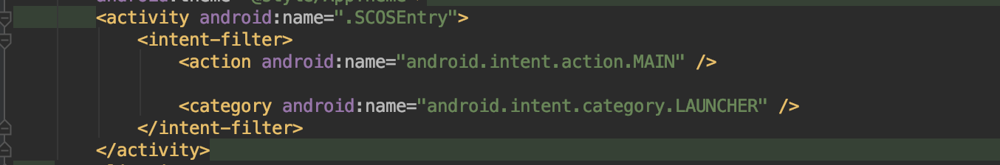 <activity android:name=".SCOSEntry">
<intent-filter>
<action android:name="android.intent.action.MAIN" />
<category android:name="android.intent.category.LAUNCHER" />
</intent-filter>
</activity>